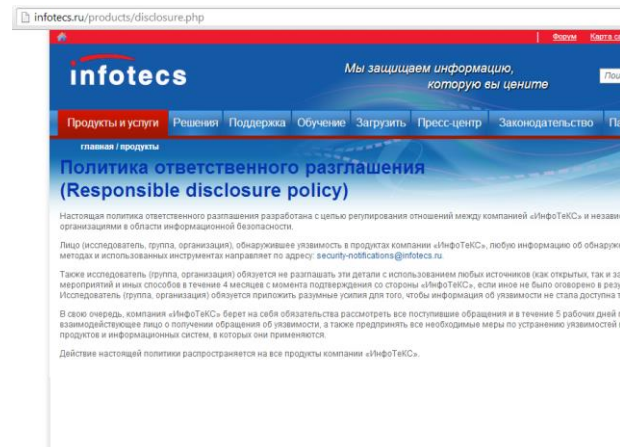 infotecs.ru/products/disclosure.php
Форум Карта
infotecs
Мы защищаем информацию,
которую вы цените
Продукты и услуги Решения Поддержка Обучение Загрузить Пресс-центр Законодательство
главная / продукты
Политика ответственного разглашения
(Responsible disclosure policy)
Настоящая политика ответственного разглашения разработана с целью регулирования отношений между компанией «ИнфоТеКС» и
организациями в области информационной безопасности.
Лицо (исследователь, группа, организация), обнаружившее уязвимость в продуктах компании «ИнфоТеКС», любую информацию об
методах и использованных инструментах направляет по адресу: security-notifications@infotecs.ru.
Также исследователь (группа, организация) обязуется не разглашать эти детали с использованием любых источников (как открытых, так и
мероприятий и иных способов в течение 4 месяцев с момента подтверждения со стороны «ИнфоТеКС», если иное не было оговорено в
Исследователь (группа, организация) обязуется приложить разумные усилия для того, чтобы информация об уязвимости не стала доступна
В свою очередь, компания «ИнфоТеКС» берет на себя обязательства рассмотреть все поступившие обращения и в течение 5 рабочих дней
взаимодействующее лицо о получении обращения об уязвимости, а также предпринять все необходимые меры по устранению уязвимостей
продуктов и информационных систем, в которых они применяются.
Действие настоящей политики распространяется на все продукты компании «ИнфоТеКС».